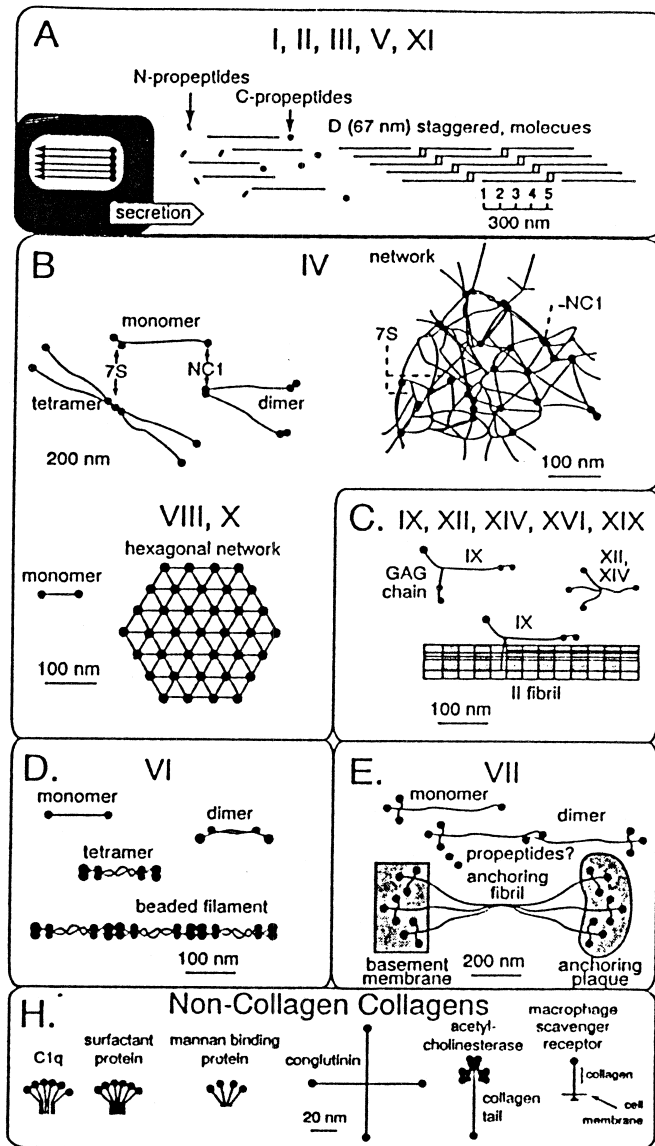 A
I, II, III, V, XI
N-propeptides
C-propeptides
D (67 nm) staggered, molecues
1 2 3 4 5
300 nm
secretion
B
IV
network
monomer
NC1
7S
7S
NC1
tetramer
dimer
200 nm
100 nm
VIII, X
hexagonal network
monomer
100 nm
C. IX, XII, XIV, XVI, XIX
IX
GAG
chain
XII,
XIV
IX
II fibril
100 nm
D.
VI
monomer
dimer
tetramer
beaded filament
100 nm
E.
VII
monomer
dimer
propeptides?
anchoring
fibril
basement
membrane
200 nm
anchoring
plaque
H.
Non-Collagen Collagens
C1q
surfactant
protein
mannan binding
protein
conglutinin
20 nm
acetyl-
cholinesterase
collagen
tail
macrophage
scavenger
receptor
collagen
cell
membrane